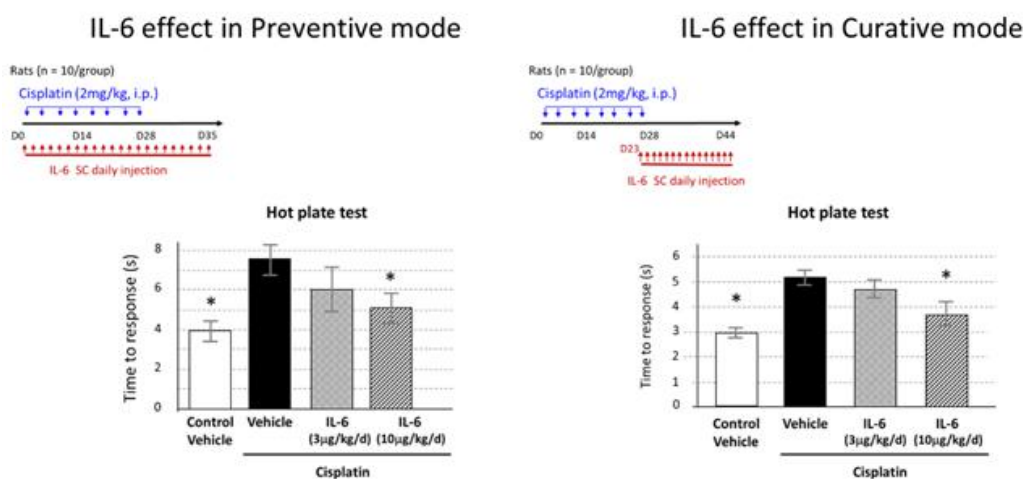 IL-6 effect in Preventive mode
Rats (n = 10/group)
Cisplatin (2mg/kg, i.p.)
D0 D14 D28 D35
IL-6 SC daily injection
Hot plate test
Time to response (s)
8
6
4
2
0
*
*
Control Vehicle
Vehicle
IL-6 (3μg/kg/d)
IL-6 (10μg/kg/d)
Cisplatin
IL-6 effect in Curative mode
Rats (n = 10/group)
Cisplatin (2mg/kg, i.p.)
D0 D14 D28 D44
D23
IL-6 SC daily injection
Hot plate test
Time to response (s)
6
5
4
3
2
1
0
*
*
Control Vehicle
Vehicle
IL-6 (3μg/kg/d)
IL-6 (10μg/kg/d)
Cisplatin